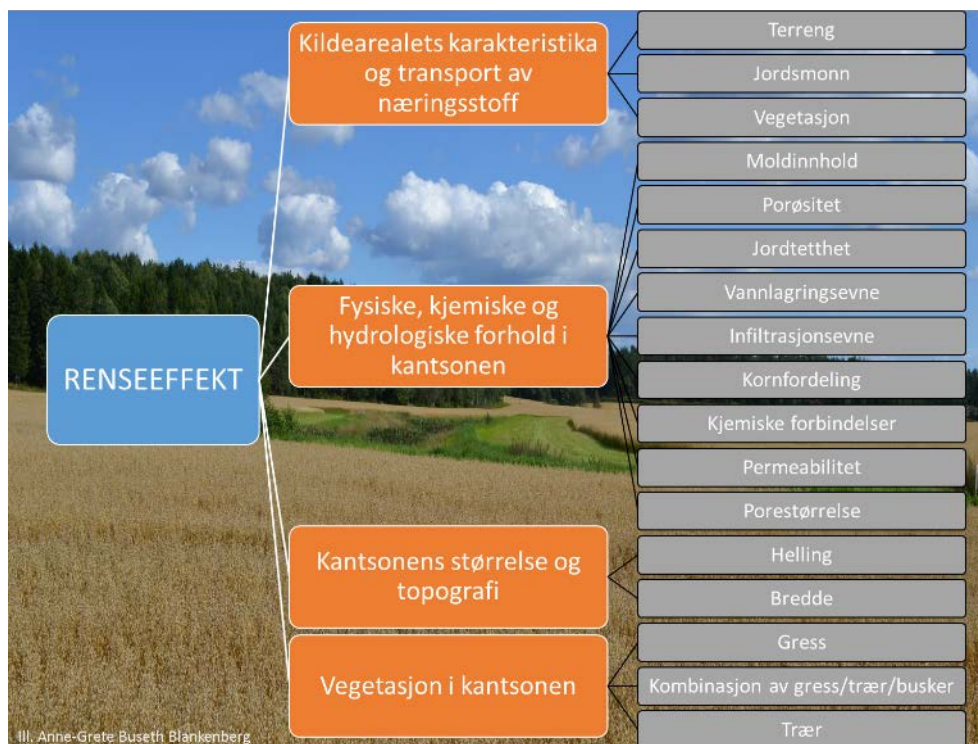 RENSEEFFEKT
Kildearealets karakteristika
og transport av
næringsstoff
Terreng
Jordsmonn
Vegetasjon
Fysiske, kjemiske og
hydrologiske forhold i
kantsonen
Moldinnhold
Porøsitet
Jordtetthet
Vannlagringsevne
Infiltrasjonsevne
Kornfordeling
Kjemiske forbindelser
Permeabilitet
Porestørrelse
Kantsonens størrelse og
topografi
Helling
Bredde
Vegetasjon i kantsonen
Gress
Kombinasjon av gress/trær/busker
Trær
Ill. Anne-Grete Buseth Blankenberg